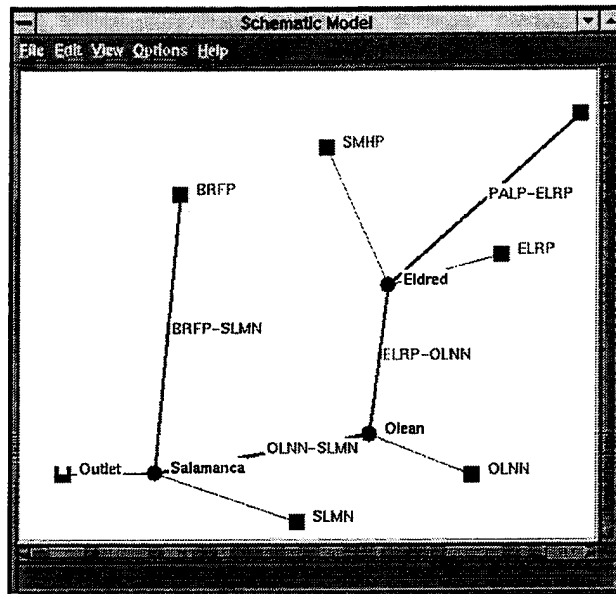 Schematic Model
File Edit View Options Help
SMHP
BRFP
PALP-ELRP
ELRP
Eldred
BRFP-SLMN
ELRP-OLNN
Olean
OLNN-SLMN
Outlet
Salamanca
OLNN
SLMN